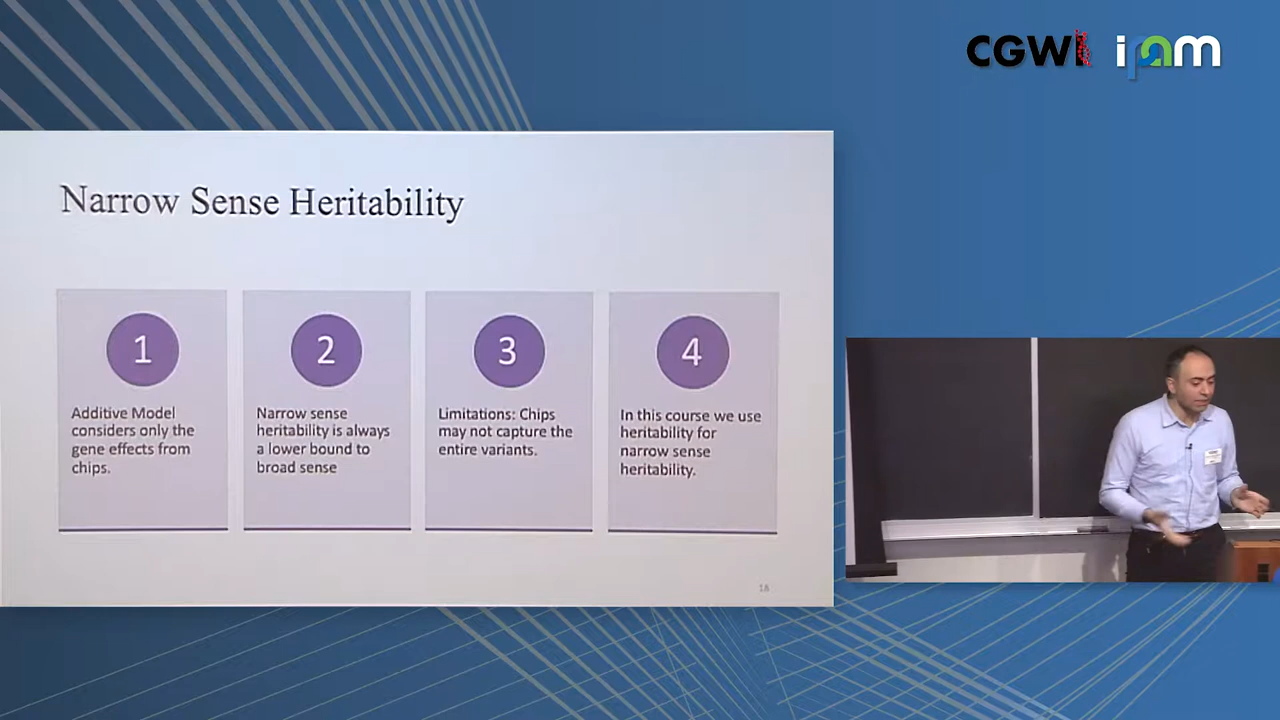 CGWI ipam
Narrow Sense Heritability
1
Additive Model
considers only the
gene effects from
chips.
2
Narrow sense
heritability is always
a lower bound to
broad sense
3
Limitations: Chips
may not capture the
entire variants.
4
In this course we use
heritability for
narrow sense
heritability.
18